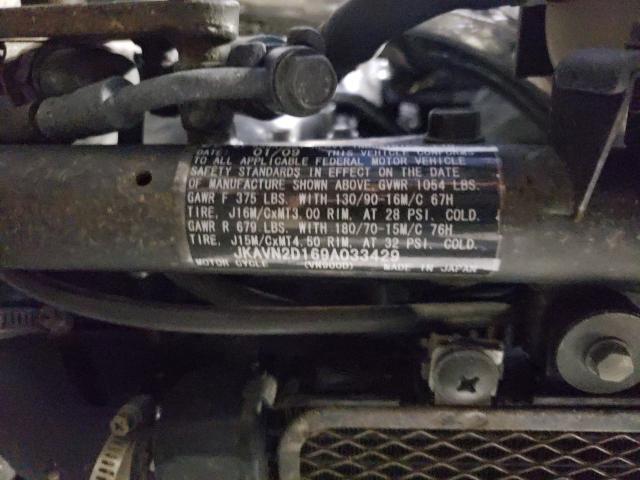 DATE: 01/09 THIS VEHICLE CONFORMS
TO ALL APPLICABLE FEDERAL MOTOR VEHICLE
SAFETY STANDARDS IN EFFECT ON THE DATE
OF MANUFACTURE SHOWN ABOVE. GVWR 1054 LBS.
GAWR F 375 LBS. WITH 130/90-16M/C 67H
TIRE, J16M/CxMT3.00 RIM, AT 28 PSI. COLD.
GAWR R 679 LBS. WITH 180/70-15M/C 76H
TIRE, J15M/CxMT4.50 RIM, AT 32 PSI. COLD.
JKAVN2D169A033429
MOTOR CYCLE (VN900D) MADE IN JAPAN